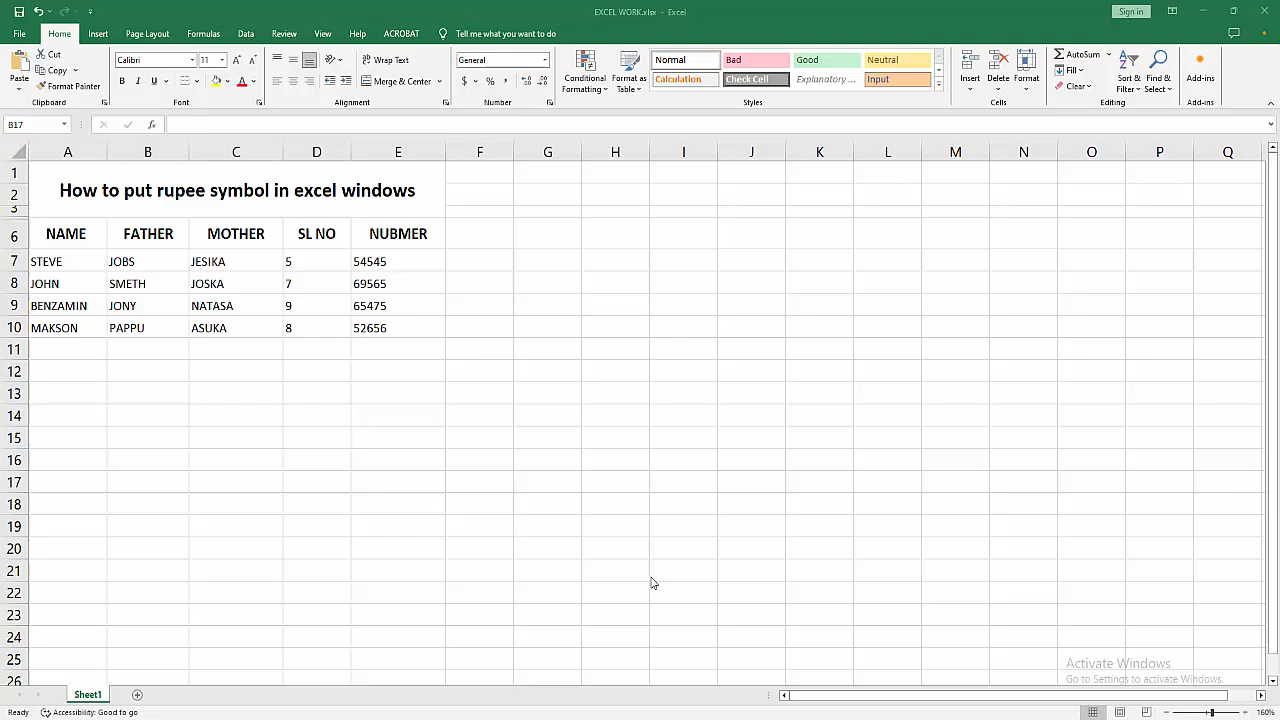 EXCEL WORK.xlsx - Excel
Sign in
File Home Insert Page Layout Formulas Data Review View Help ACROBAT Tell me what you want to do
Paste Cut Copy Format Painter Clipboard
Calibri 11 B I U A Font
Wrap Text Merge & Center Alignment
General $ % , Number
Conditional Formatting Format as Table
Normal Bad Good Neutral
Calculation Check Cell Explanatory ... Input
Styles
Insert Delete Format Cells
AutoSum Fill Clear Sort & Filter Find & Select Editing
Add-ins Add-ins
B17 fx
A B C D E F G H I J K L M N O P Q
1
2 How to put rupee symbol in excel windows
3
6 NAME FATHER MOTHER SL NO NUBMER
7 STEVE JOBS JESIKA 5 54545
8 JOHN SMETH JOSKA 7 69565
9 BENZAMIN JONY NATASA 9 65475
10 MAKSON PAPPU ASUKA 8 52656
11
12
13
14
15
16
17
18
19
20
21
22
23
24
25
26
Activate Windows
Go to Settings to activate Windows.
Sheet1
Ready Accessibility: Good to go 160%